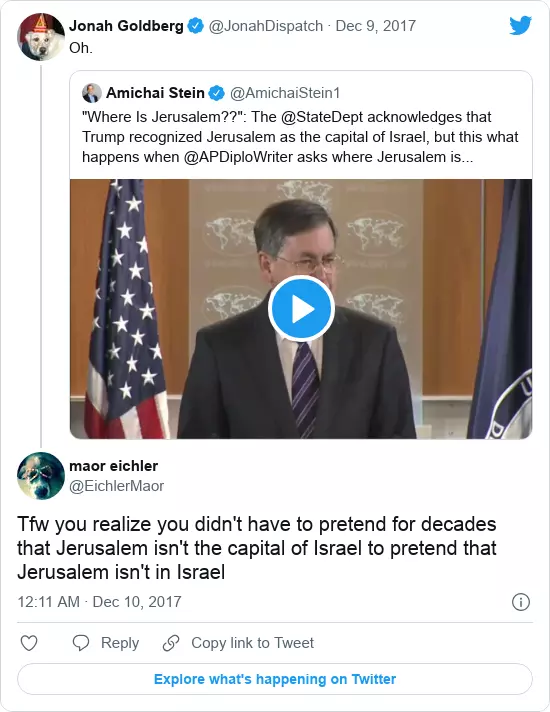 Jonah Goldberg @JonahDispatch · Dec 9, 2017
Oh.
Amichai Stein @AmichaiStein1
"Where Is Jerusalem??": The @StateDept acknowledges that
Trump recognized Jerusalem as the capital of Israel, but this what
happens when @APDiploWriter asks where Jerusalem is...
maor eichler
@EichlerMaor
Tfw you realize you didn't have to pretend for decades
that Jerusalem isn't the capital of Israel to pretend that
Jerusalem isn't in Israel
12:11 AM · Dec 10, 2017
Reply Copy link to Tweet
Explore what's happening on Twitter